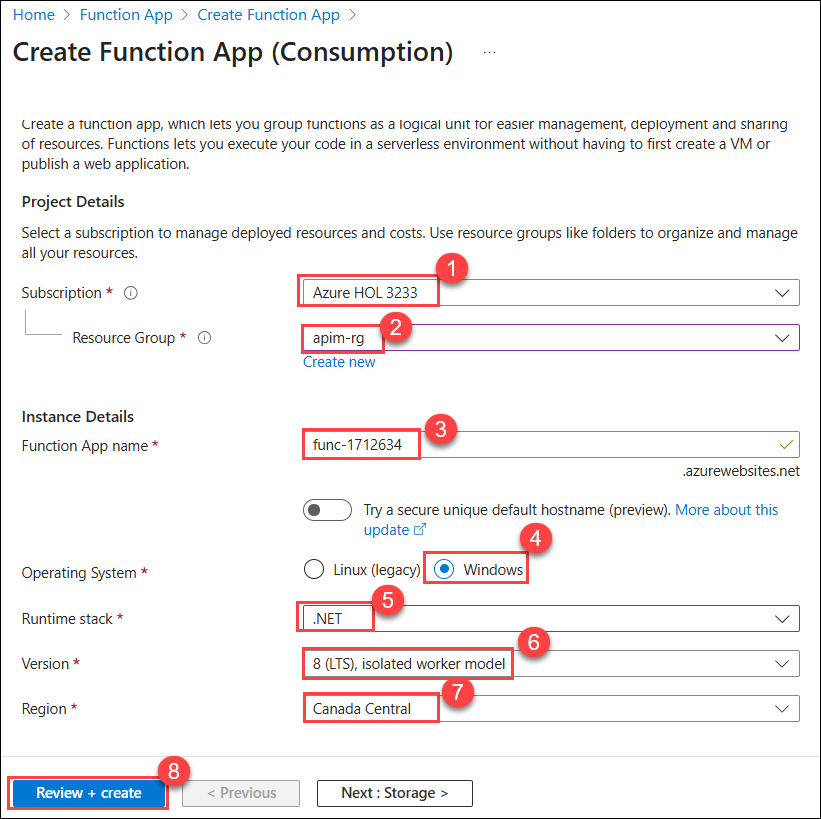 Home > Function App > Create Function App >
Create Function App (Consumption) ...
Create a function app, which lets you group functions as a logical unit for easier management, deployment and sharing
of resources. Functions lets you execute your code in a serverless environment without having to first create a VM or
publish a web application.
Project Details
Select a subscription to manage deployed resources and costs. Use resource groups like folders to organize and manage
all your resources.
1
Subscription * Azure HOL 3233
2
Resource Group * apim-rg
Create new
Instance Details
3
Function App name * func-1712634
.azurewebsites.net
Try a secure unique default hostname (preview). More about this
update
4
Operating System * Linux (legacy) Windows
5
Runtime stack * .NET
6
Version * 8 (LTS), isolated worker model
7
Region * Canada Central
8
Review + create < Previous Next : Storage >